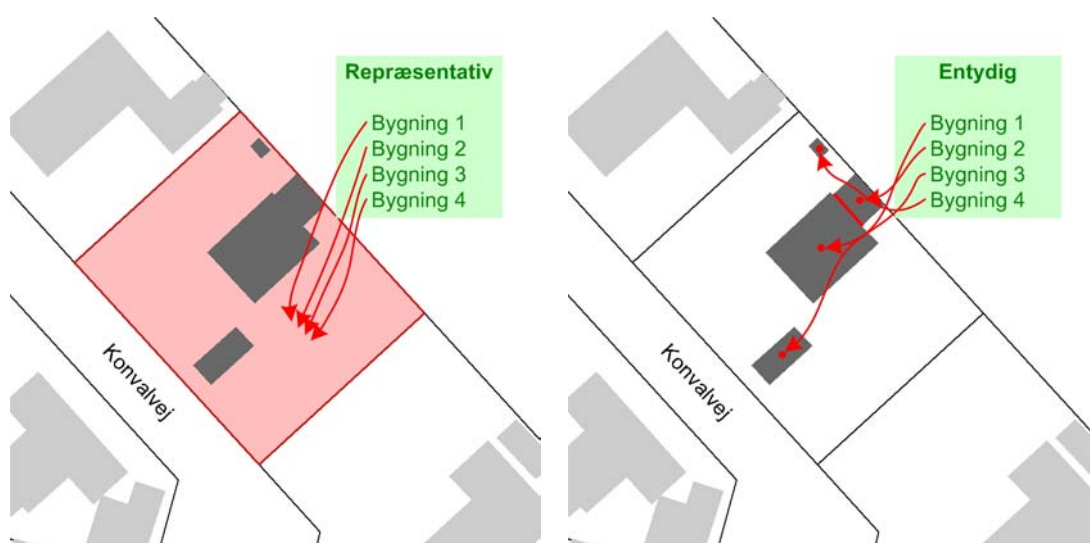 Repræsentativ
Bygning 1
Bygning 2
Bygning 3
Bygning 4
Konvalvej
Entydig
Bygning 1
Bygning 2
Bygning 3
Bygning 4
Konvalvej